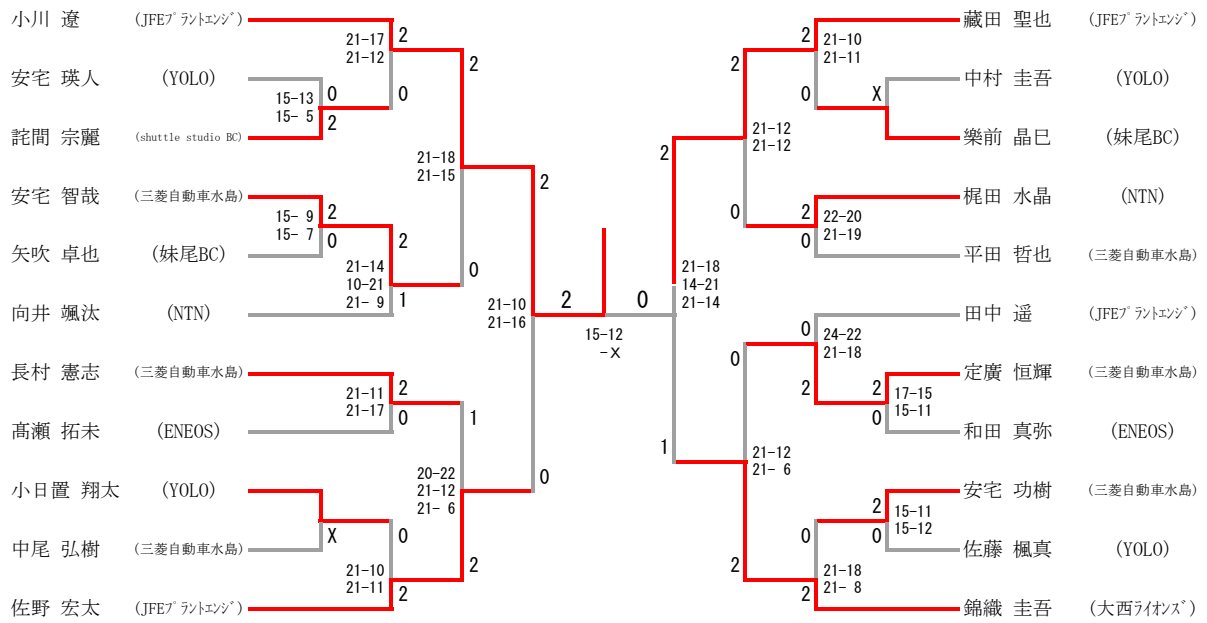 小川 遼 (JFEﾌﾟﾗﾝﾄｴﾝｼﾞ)
21-17 2
21-12
安宅 瑛人 (YOLO)
15-13 0 0
15- 5 2
詫間 宗麗 (shuttle studio BC)
2
21-18
21-15
安宅 智哉 (三菱自動車水島)
15- 9 2
15- 7 0
矢吹 卓也 (妹尾BC)
2
21-14
10-21
21- 9 1
向井 颯汰 (NTN)
0
2
21-10
21-16
長村 憲志 (三菱自動車水島)
21-11 2
21-17 0
髙瀬 拓未 (ENEOS)
1
20-22
21-12
21- 6
0
小日置 翔太 (YOLO)
X 0
中尾 弘樹 (三菱自動車水島)
21-10
21-11 2
2
佐野 宏太 (JFEﾌﾟﾗﾝﾄｴﾝｼﾞ)
2 0
15-12
-X
藏田 聖也 (JFEﾌﾟﾗﾝﾄｴﾝｼﾞ)
2 21-10
21-11
中村 圭吾 (YOLO)
0 X
樂前 晶巳 (妹尾BC)
2
21-12
21-12
2
梶田 水晶 (NTN)
0 2 22-20
0 21-19
平田 哲也 (三菱自動車水島)
21-18
14-21
21-14
田中 遥 (JFEﾌﾟﾗﾝﾄｴﾝｼﾞ)
0 24-22
21-18
定廣 恒輝 (三菱自動車水島)
0 2 2 17-15
0 15-11
和田 真弥 (ENEOS)
1
21-12
21- 6
安宅 功樹 (三菱自動車水島)
2 15-11
15-12
0 0
佐藤 楓真 (YOLO)
2
21-18
21- 8
2
錦織 圭吾 (大西ﾗｲｵﾝｽﾞ)